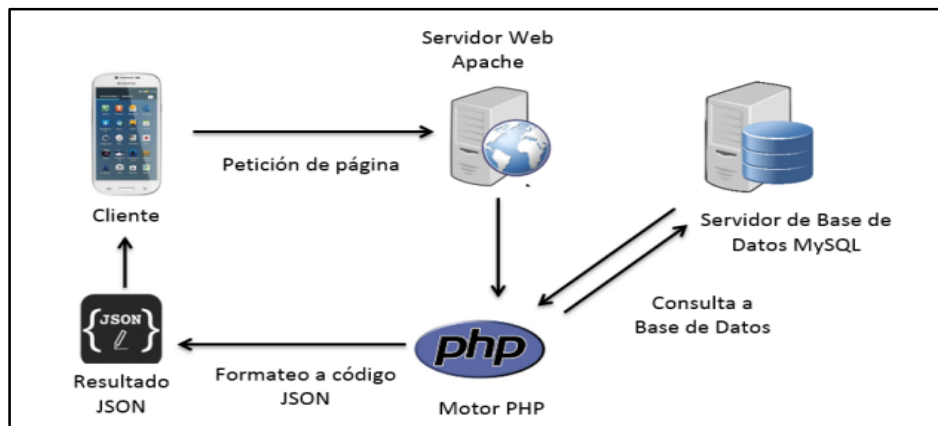 Servidor Web
Apache
Petición de página
Cliente
Servidor de Base de
Datos MySQL
Consulta a
Base de Datos
JSON
php
Formateo a código
JSON
Resultado
JSON
Motor PHP